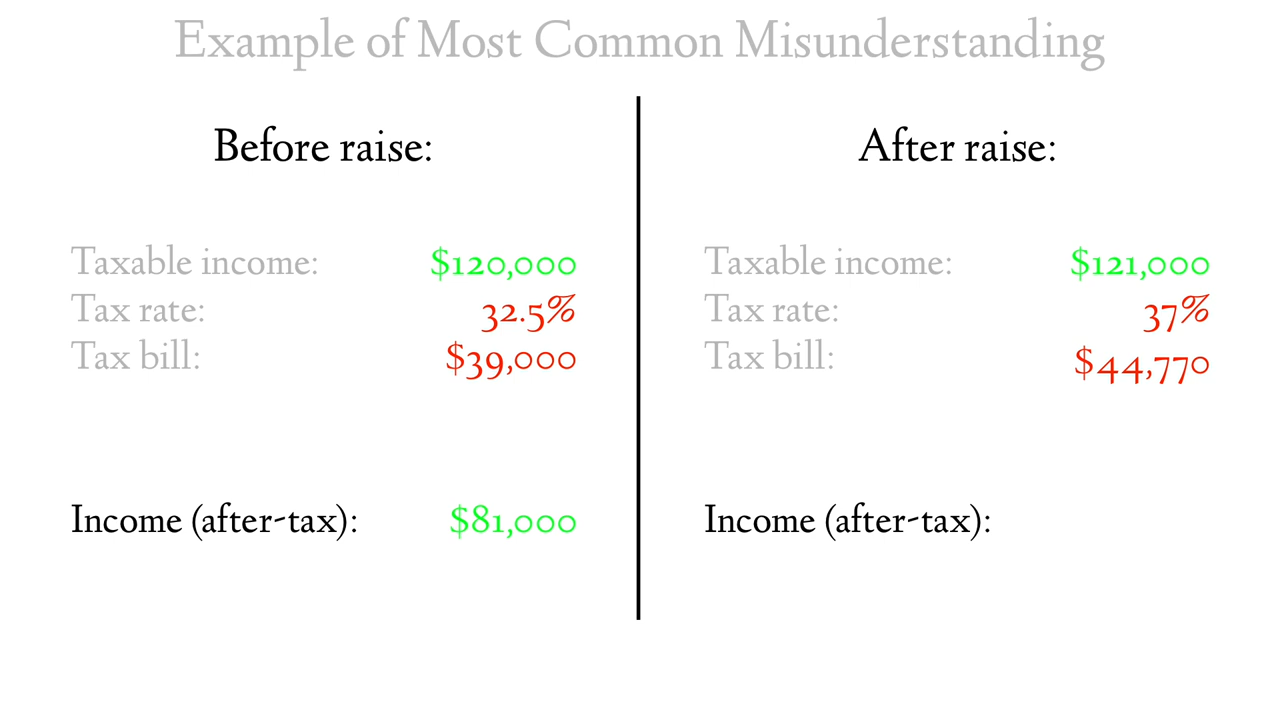 Example of Most Common Misunderstanding
Before raise:
Taxable income: $120,000
Tax rate: 32.5%
Tax bill: $39,000
Income (after-tax): $81,000
After raise:
Taxable income: $121,000
Tax rate: 37%
Tax bill: $44,770
Income (after-tax):